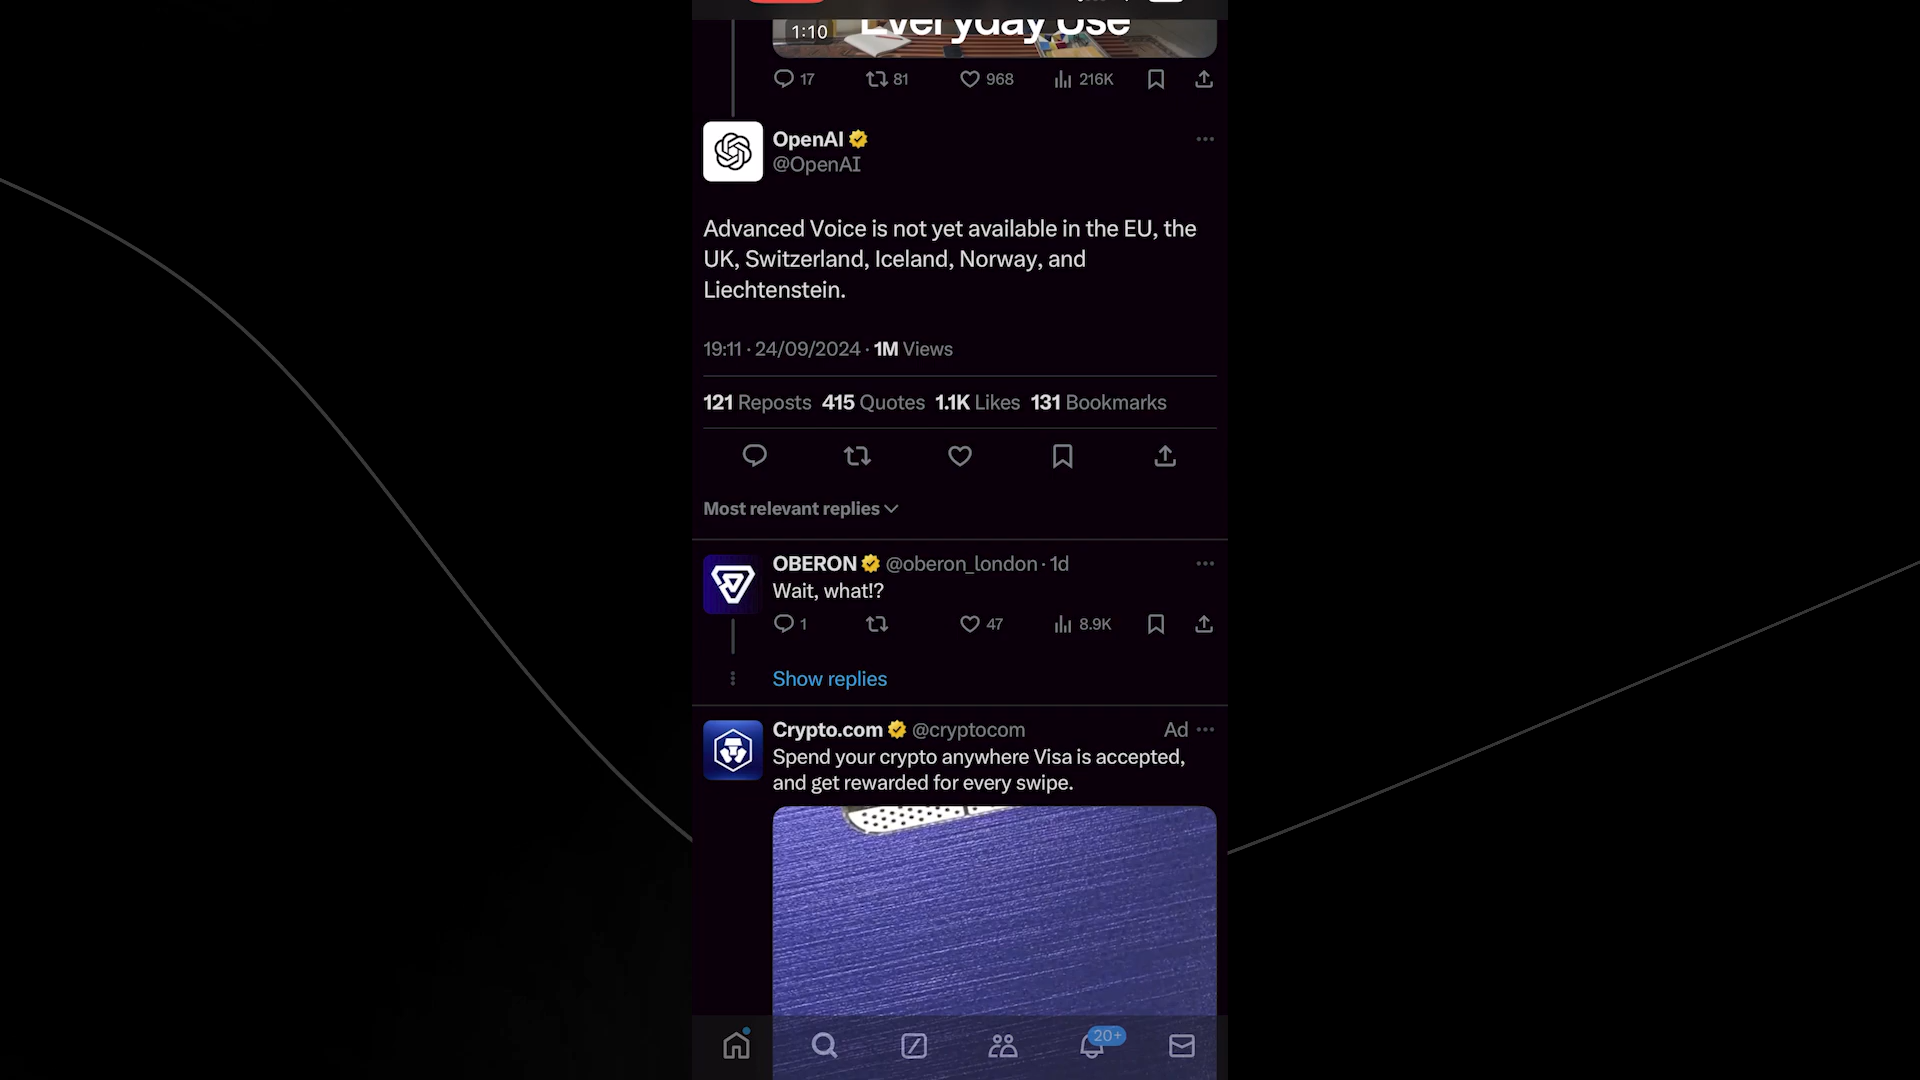 Everyday Use
1:10
17 81 968 216K
OpenAI
@OpenAI
Advanced Voice is not yet available in the EU, the
UK, Switzerland, Iceland, Norway, and
Liechtenstein.
19:11 · 24/09/2024 · 1M Views
121 Reposts 415 Quotes 1.1K Likes 131 Bookmarks
Most relevant replies
OBERON @oberon_london · 1d
Wait, what!?
1 47 8.9K
Show replies
Crypto.com @cryptocom Ad
Spend your crypto anywhere Visa is accepted,
and get rewarded for every swipe.
20+